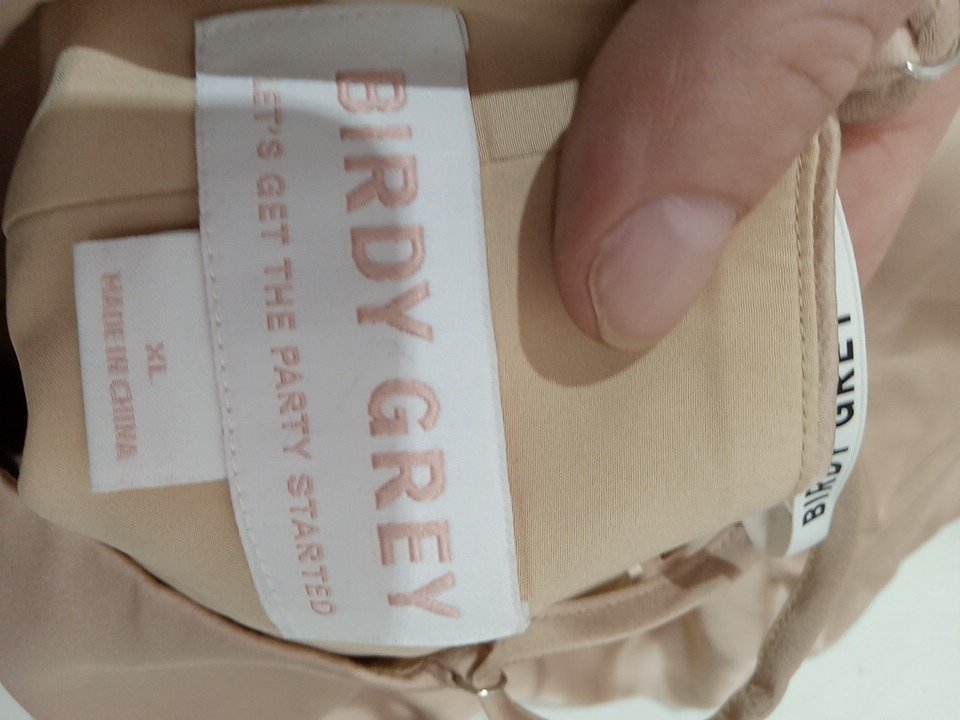 BIRDY GREY
LET'S GET THE PARTY STARTED
XL
MADE IN CHINA
BIRDY GREY